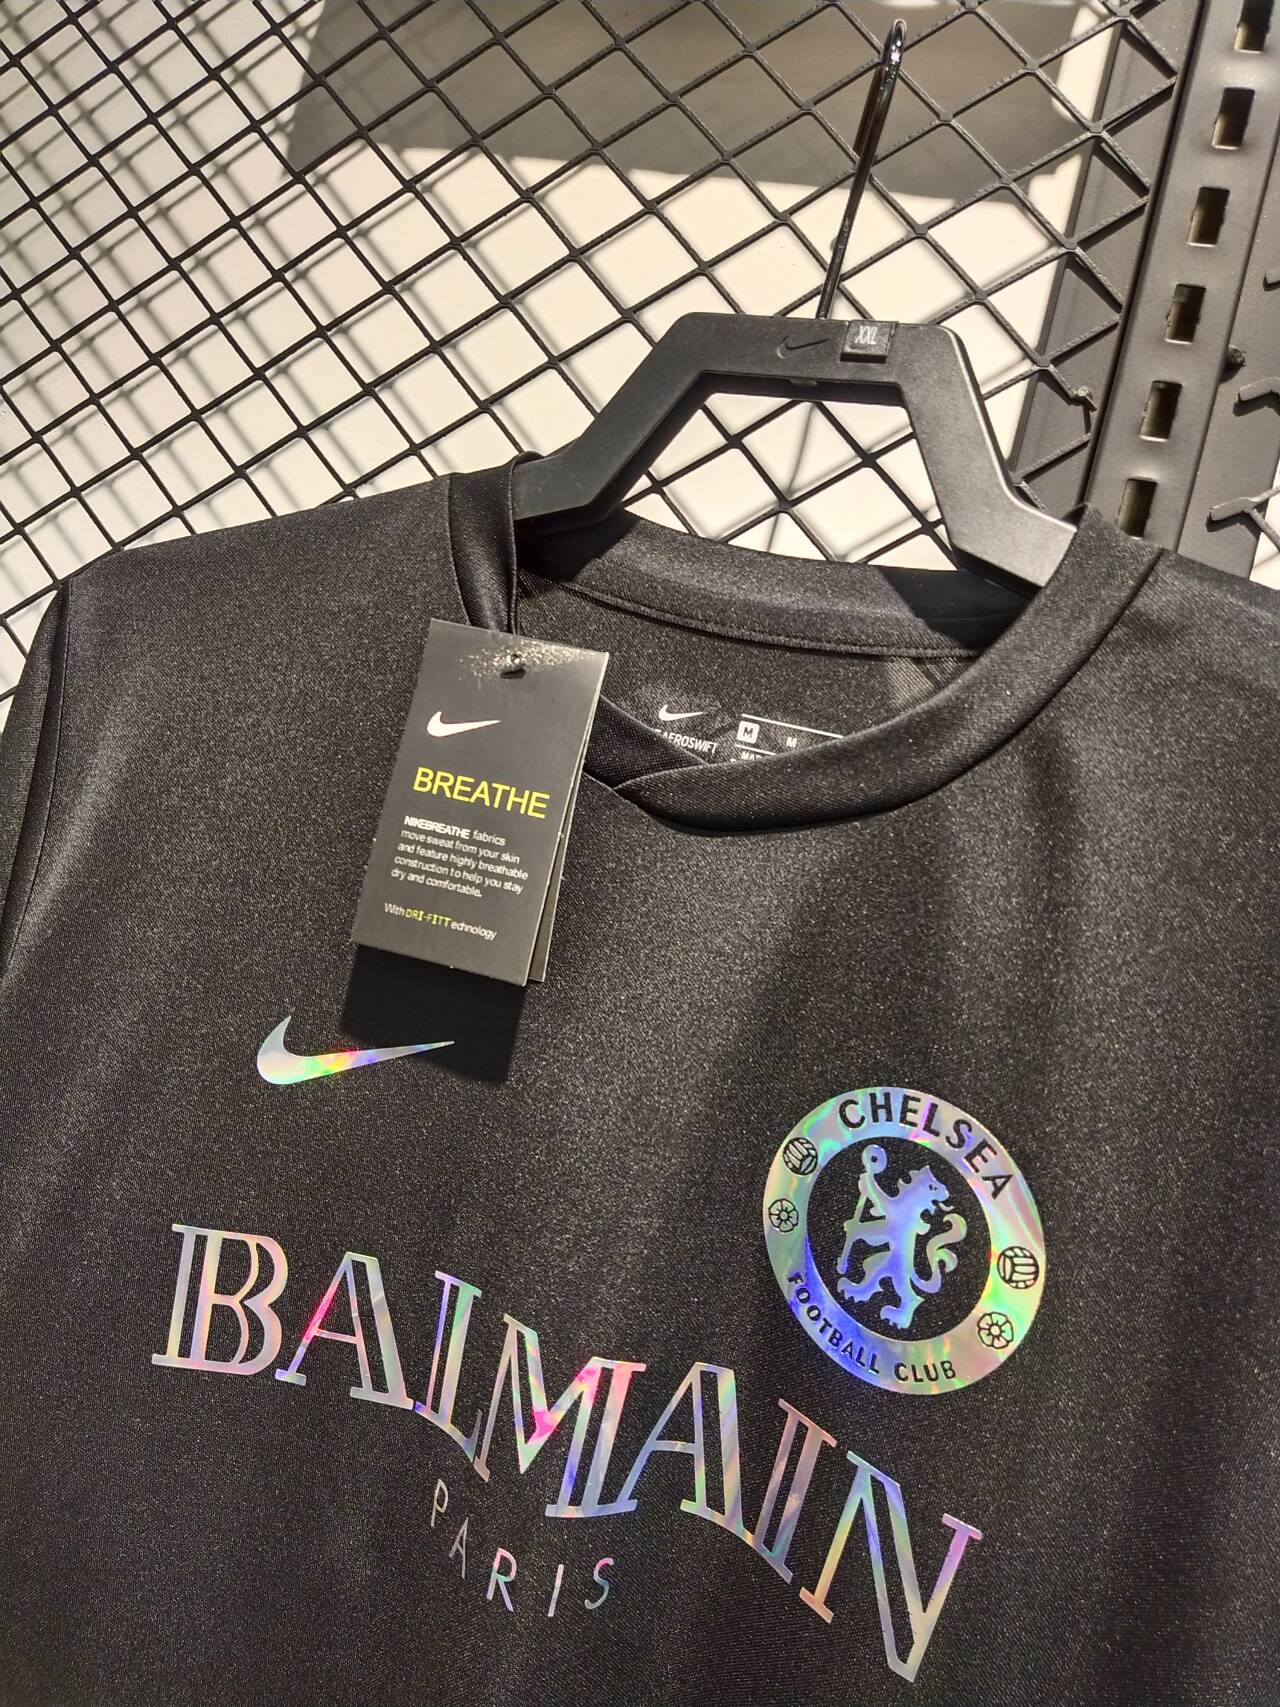 XXL
BREATHE
NIKEBREATHE fabrics
move sweat from your skin
and feature highly breathable
construction to help you stay
dry and comfortable.
With DRI-FITT echnology
AEROSWIFT
M
M
CHELSEA
FOOTBALL CLUB
BALMAIN
PARIS